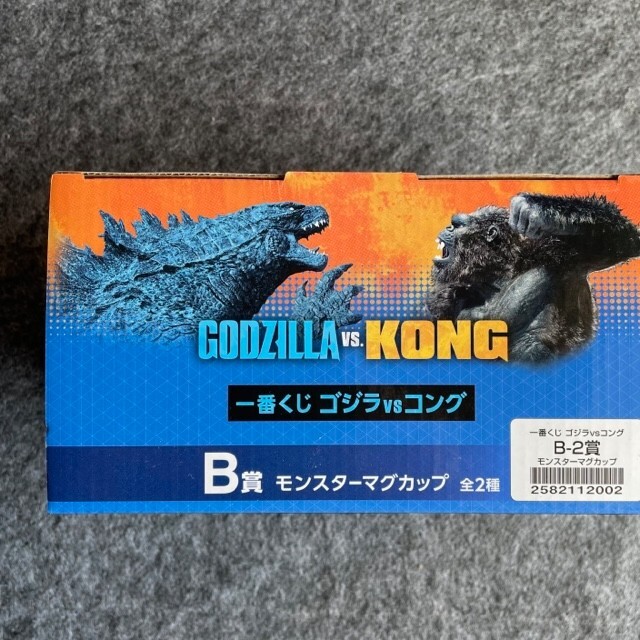 GODZILLA VS. KONG
一番くじ ゴジラvsコング
B賞 モンスターマグカップ 全2種
一番くじ ゴジラvsコング
B-2賞
モンスターマグカップ
2582112002